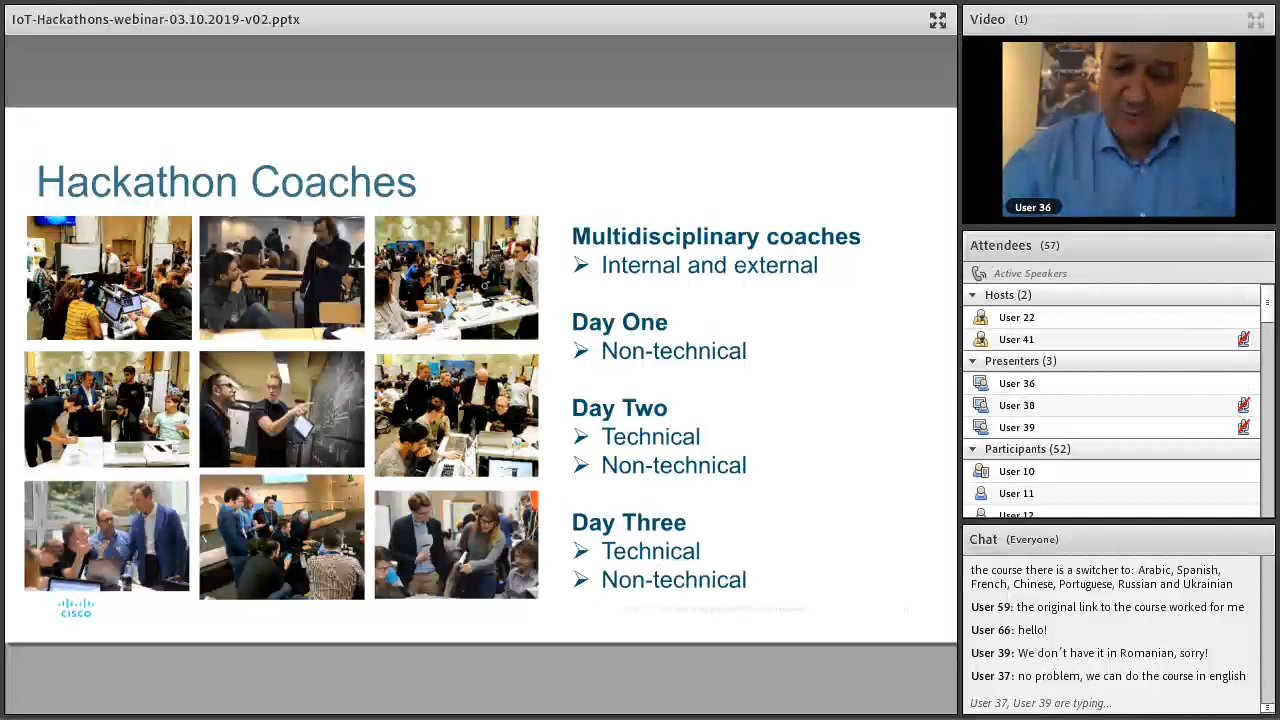 IoT-Hackathons-webinar-03.10.2019-v02.pptx
Hackathon Coaches
Multidisciplinary coaches
➢ Internal and external
Day One
➢ Non-technical
Day Two
➢ Technical
➢ Non-technical
Day Three
➢ Technical
➢ Non-technical
CISCO
Video (1)
User 36
Attendees (57)
Active Speakers
Hosts (2)
User 22
User 41
Presenters (3)
User 36
User 38
User 39
Participants (52)
User 10
User 11
User 12
Chat (Everyone)
the course there is a switcher to: Arabic, Spanish,
French, Chinese, Portuguese, Russian and Ukrainian
User 59: the original link to the course worked for me
User 66: hello!
User 39: We don´t have it in Romanian, sorry!
User 37: no problem, we can do the course in english
User 37, User 39 are typing...